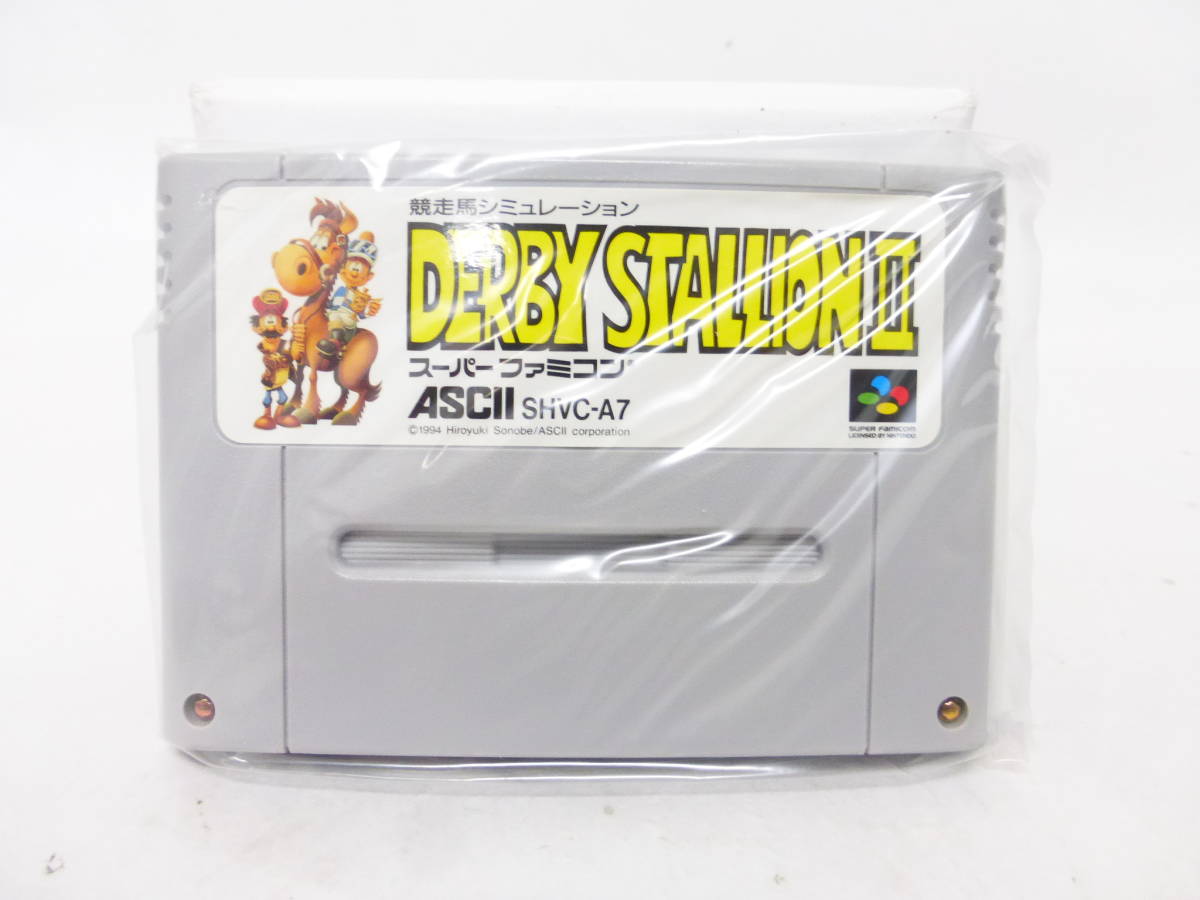 競走馬シミュレーション
DERBY STALLION II
スーパーファミコン
ASCII SHVC-A7
©1994 Hiroyuki Sonobe/ASCII corporation
SUPER FAMICOM
LICENSED BY NINTENDO